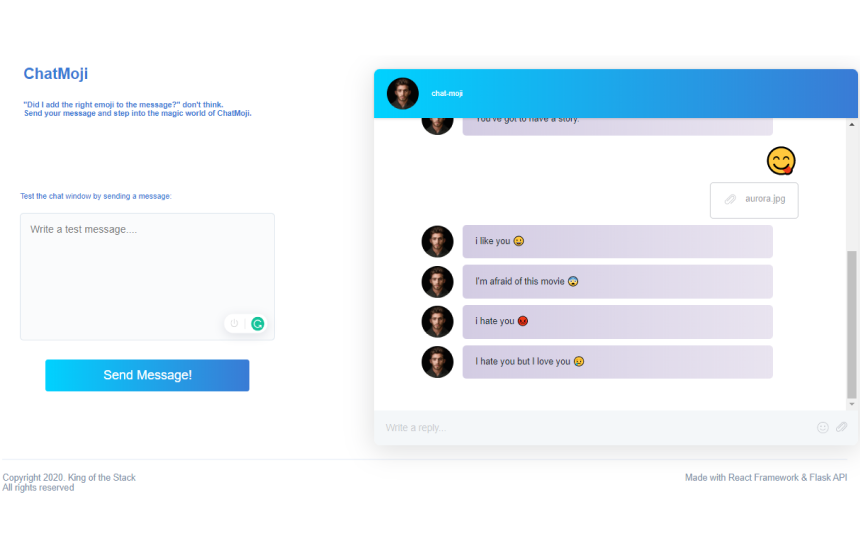 ChatMoji
"Did I add the right emoji to the message?" don't think.
Send your message and step into the magic world of ChatMoji.
Test the chat window by sending a message:
Write a test message....
Send Message!
chat-moji
You've got to have a story.
😋
aurora.jpg
i like you 😛
I'm afraid of this movie 😨
i hate you 😡
I hate you but I love you 😢
Write a reply...
Copyright 2020. King of the Stack
All rights reserved
Made with React Framework & Flask API